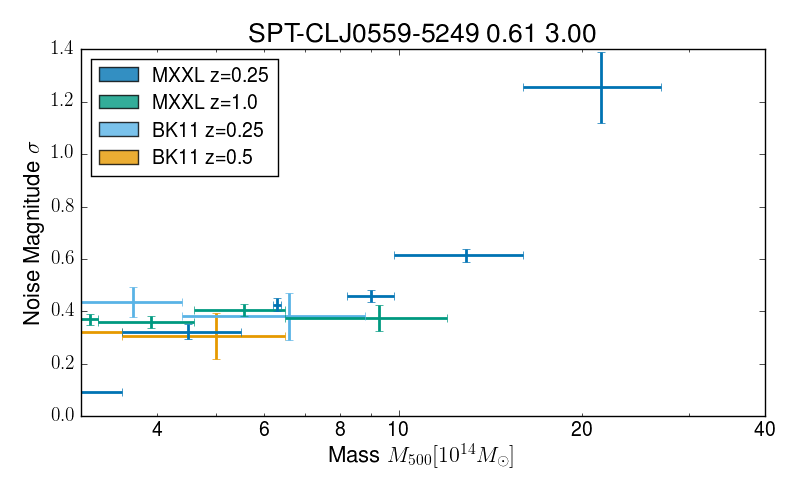 SPT-CLJ0559-5249 0.61 3.00
1.4
1.2
1.0
0.8
0.6
0.4
0.2
0.0
Noise Magnitude σ
MXXL z=0.25
MXXL z=1.0
BK11 z=0.25
BK11 z=0.5
4 6 8 10 20 40
Mass M₅₀₀[10¹⁴M☉]